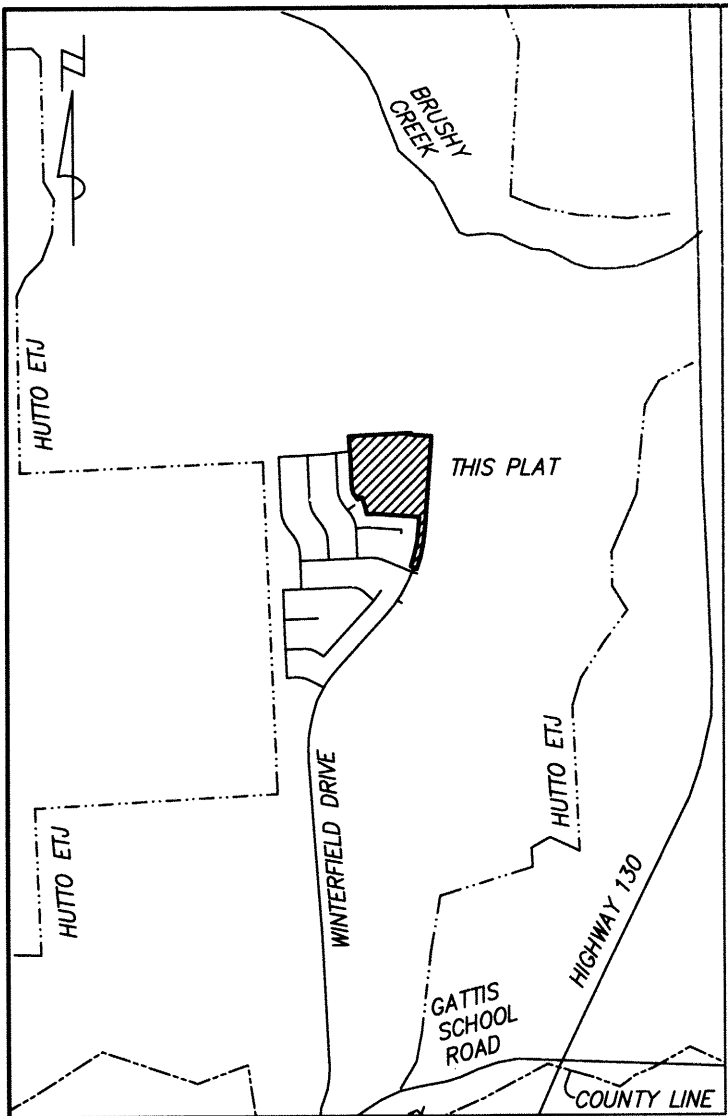 N
BRUSHY
CREEK
HUTTO ETJ
THIS PLAT
HUTTO ETJ
HUTTO ETJ
WINTERFIELD DRIVE
HIGHWAY 130
GATTIS
SCHOOL
ROAD
COUNTY LINE